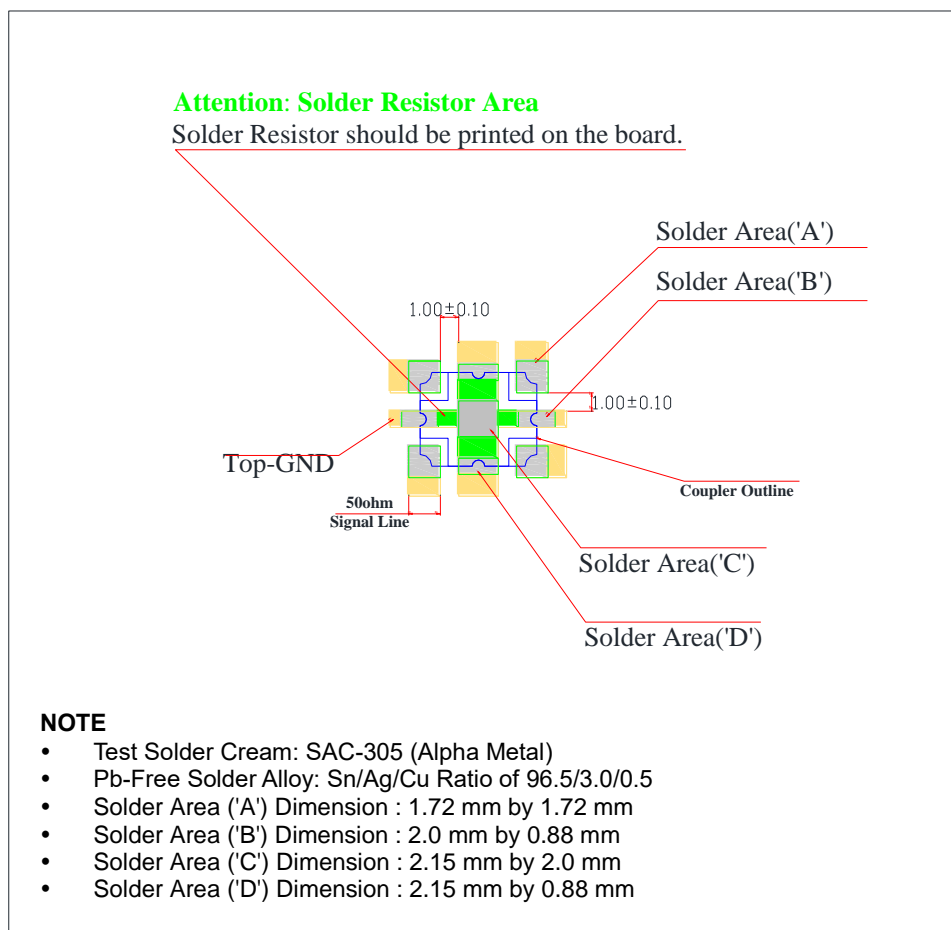 Attention: Solder Resistor Area
Solder Resistor should be printed on the board.
Solder Area('A')
Solder Area('B')
1.00±0.10
1.00±0.10
Top-GND
50ohm
Signal Line
Coupler Outline
Solder Area('C')
Solder Area('D')
NOTE
• Test Solder Cream: SAC-305 (Alpha Metal)
• Pb-Free Solder Alloy: Sn/Ag/Cu Ratio of 96.5/3.0/0.5
• Solder Area ('A') Dimension : 1.72 mm by 1.72 mm
• Solder Area ('B') Dimension : 2.0 mm by 0.88 mm
• Solder Area ('C') Dimension : 2.15 mm by 2.0 mm
• Solder Area ('D') Dimension : 2.15 mm by 0.88 mm